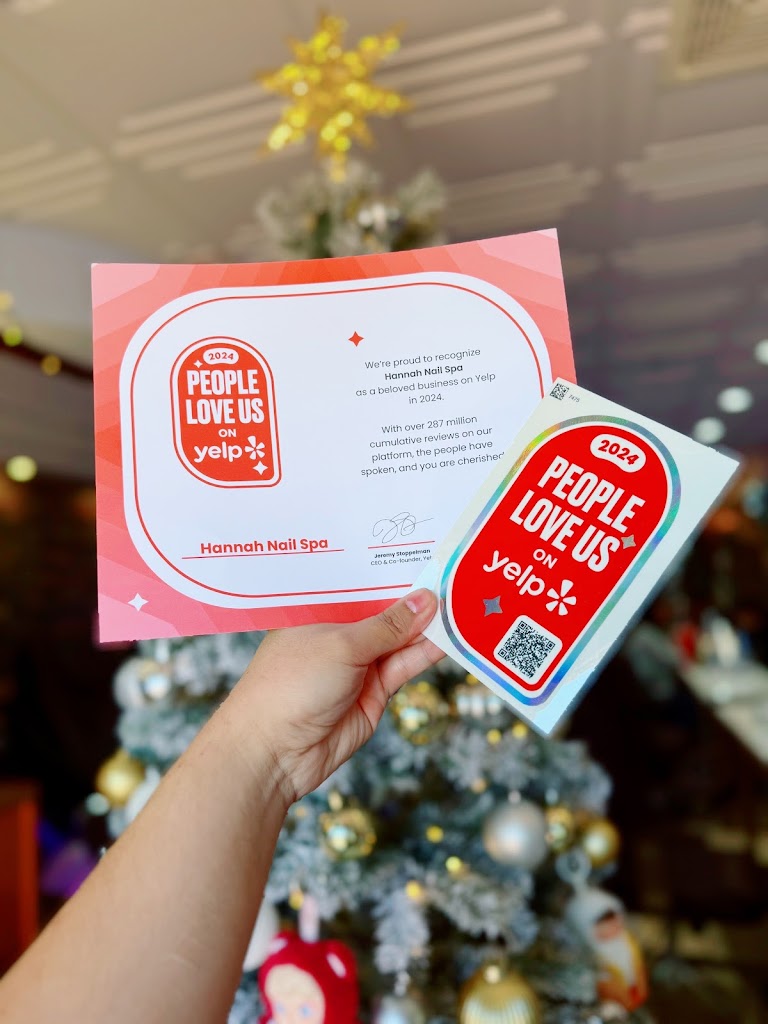 2024
PEOPLE
LOVE US
ON
yelp
We're proud to recognize
Hannah Nail Spa
as a beloved business on Yelp
in 2024.
With over 287 million
cumulative reviews on our
platform, the people have
spoken, and you are cherished
Hannah Nail Spa
Jeremy Stoppelman
CEO & Co-founder, Yel
7475
2024
PEOPLE
LOVE US
ON
yelp